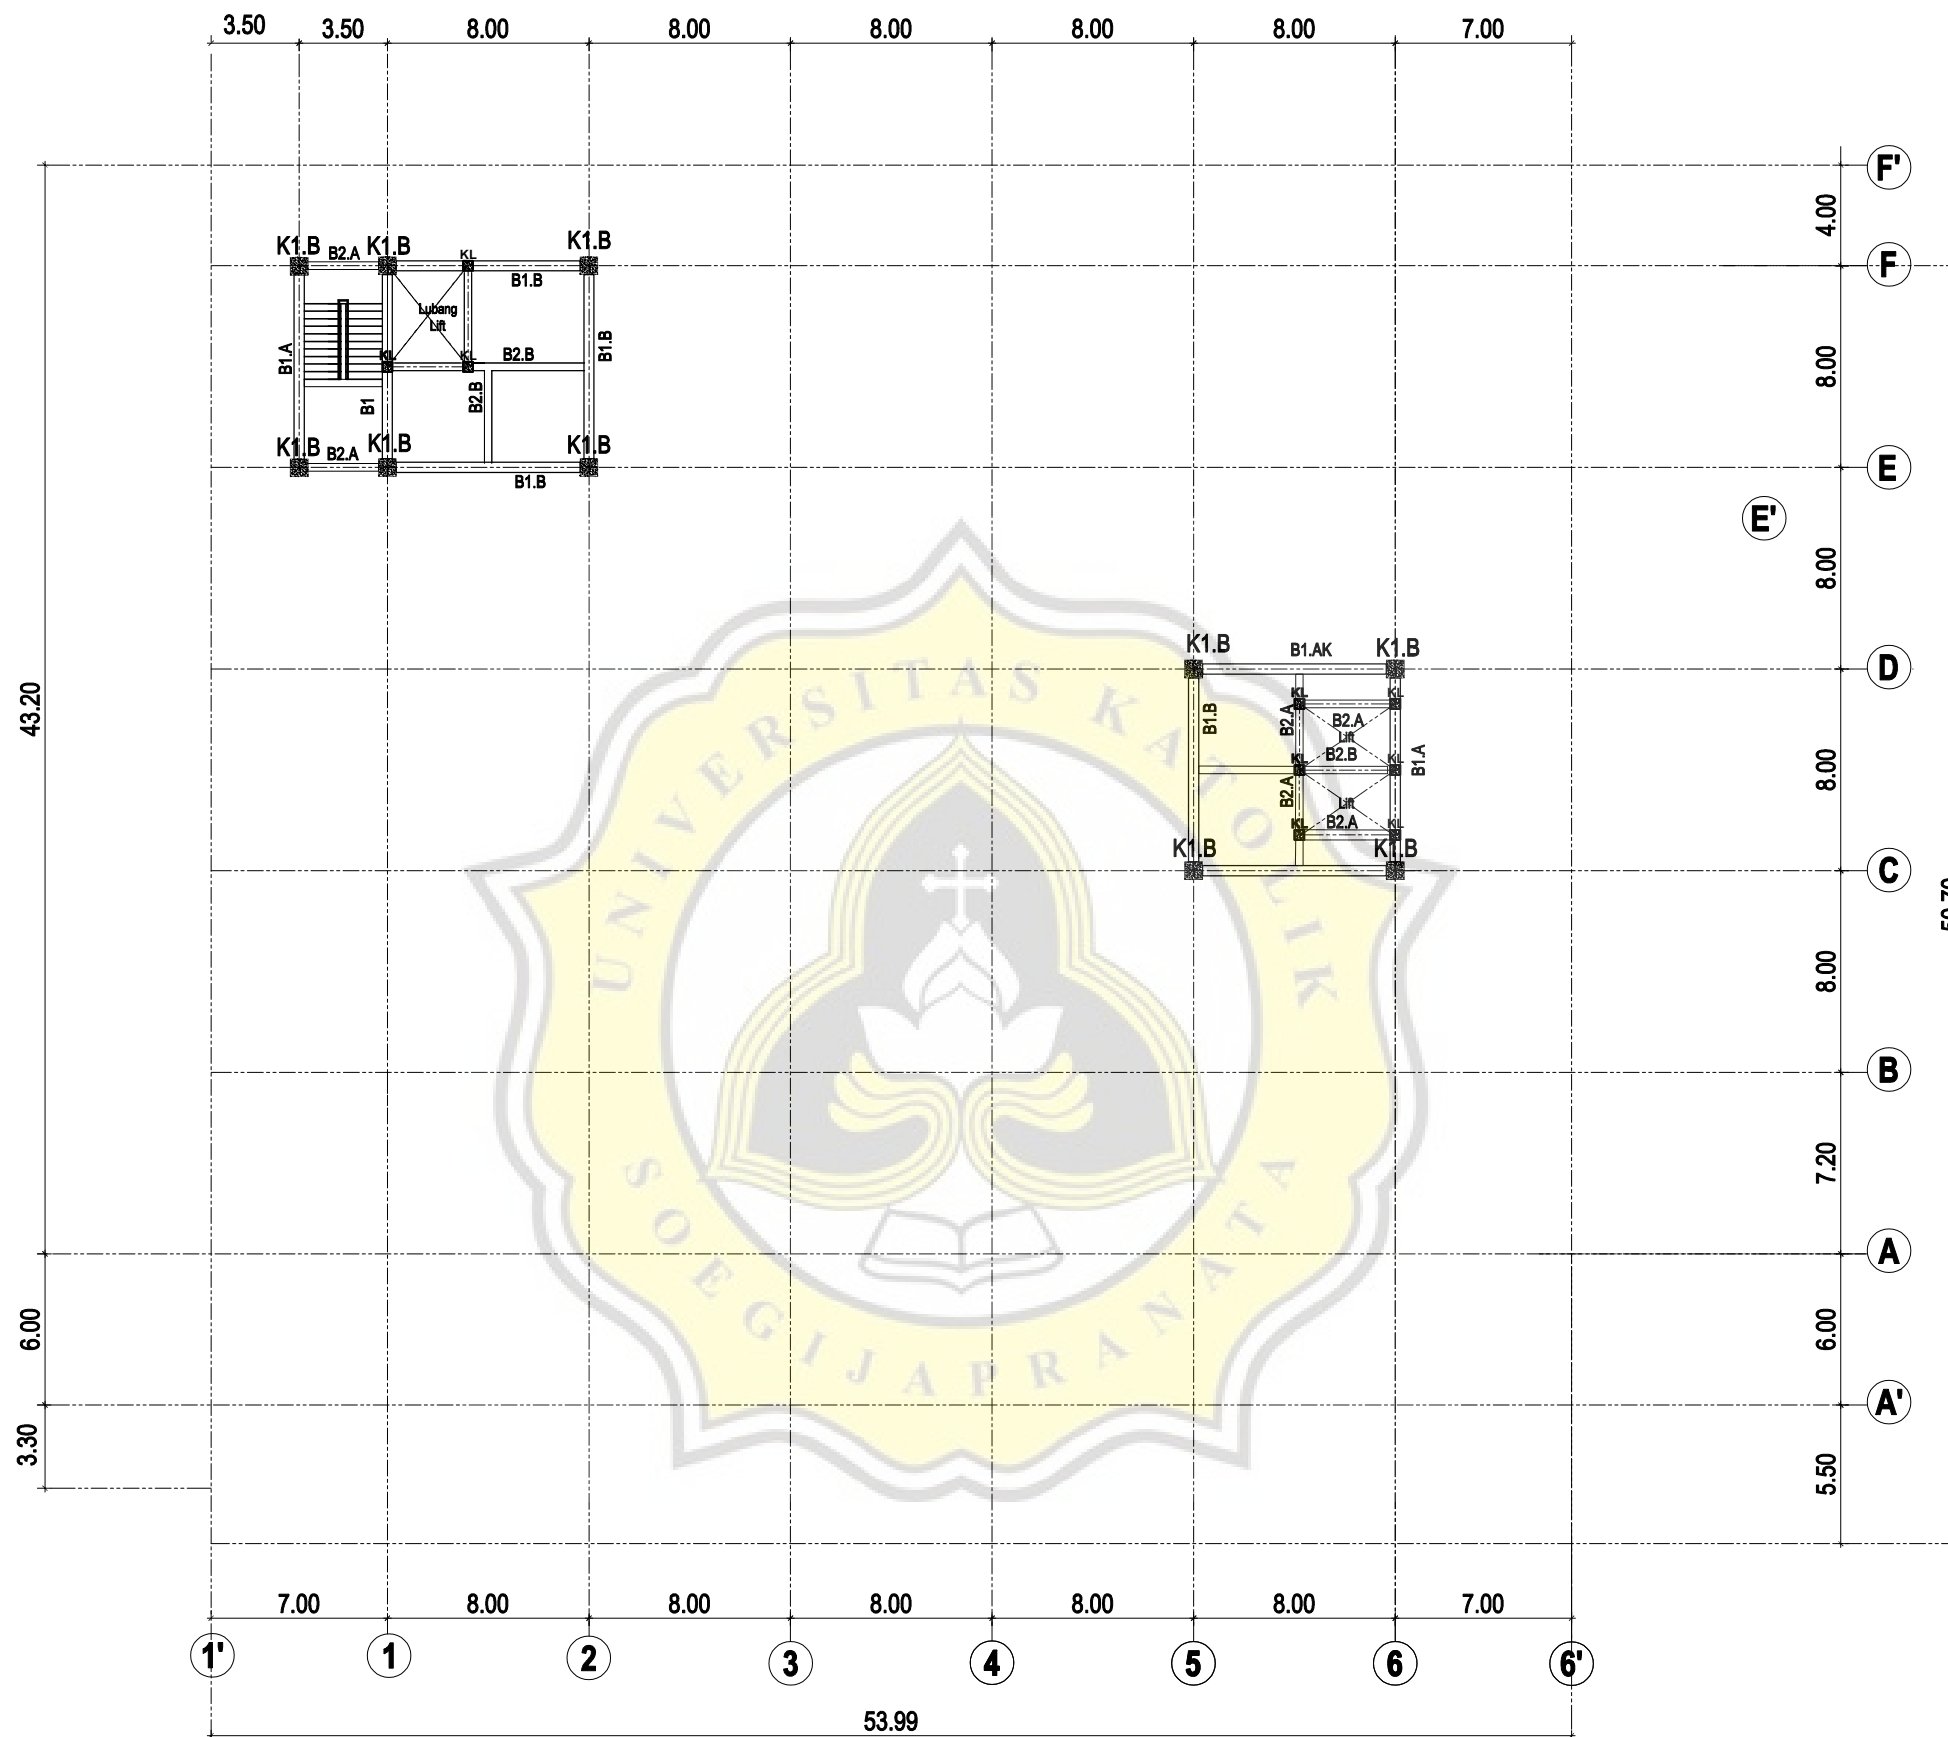 3.50 3.50 8.00 8.00 8.00 8.00 8.00 7.00
F'
4.00
F
K1.B B2.A K1.B KL K1.B
B1.B
Lubang
Lift
B1.A
B1.B
8.00
KL KL B2.B
B1
B2.B
K1.B B2.A K1.B K1.B
B1.B
E
E'
8.00
K1.B B1.AK K1.B
D
43.20
KL KL
B1.B
B2.A
B2.A
Lift
B2.B
KL KL
B1.A
8.00
B2.A
Lift
B2.A
KL KL
K1.B K1.B
C
8.00
B
7.20
A
6.00
6.00
A'
3.30
5.50
UNIVERSITAS KATOLIK
SOEGIJAPRANATA
7.00 8.00 8.00 8.00 8.00 8.00 7.00
1' 1 2 3 4 5 6 6'
53.99